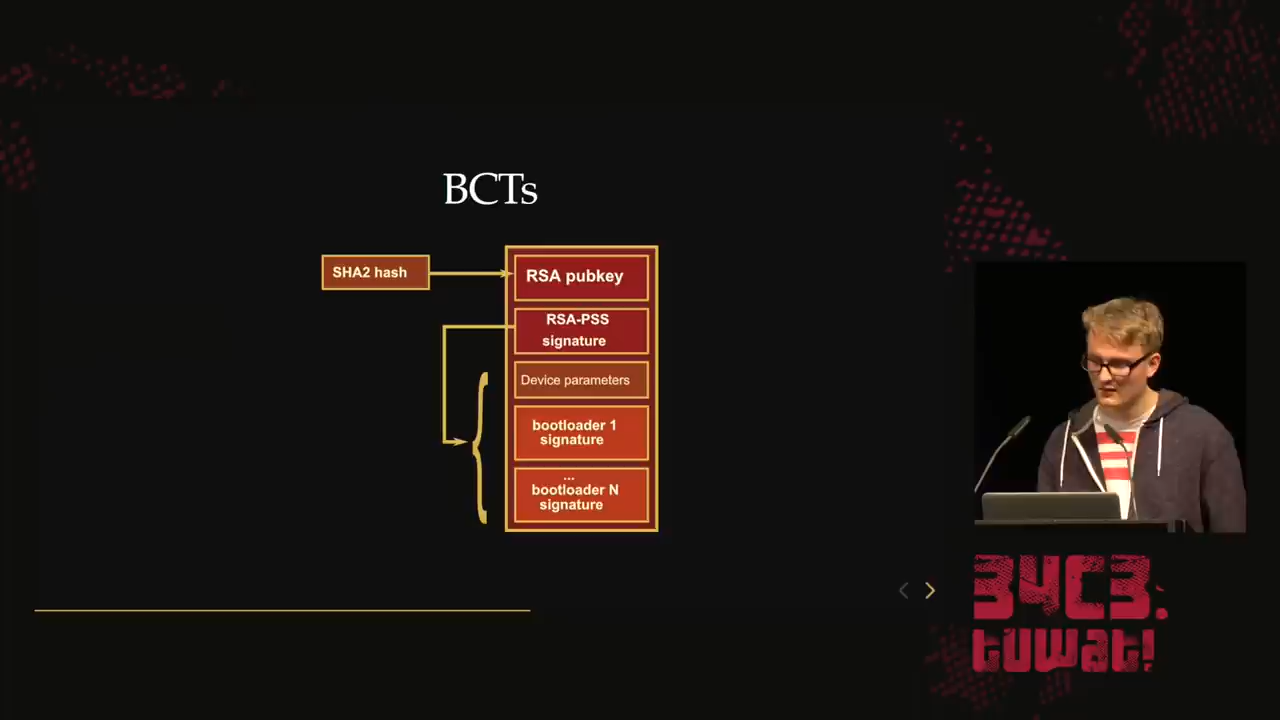 BCTs
SHA2 hash
RSA pubkey
RSA-PSS
signature
Device parameters
bootloader 1
signature
...
bootloader N
signature
34C3.
tuwat!